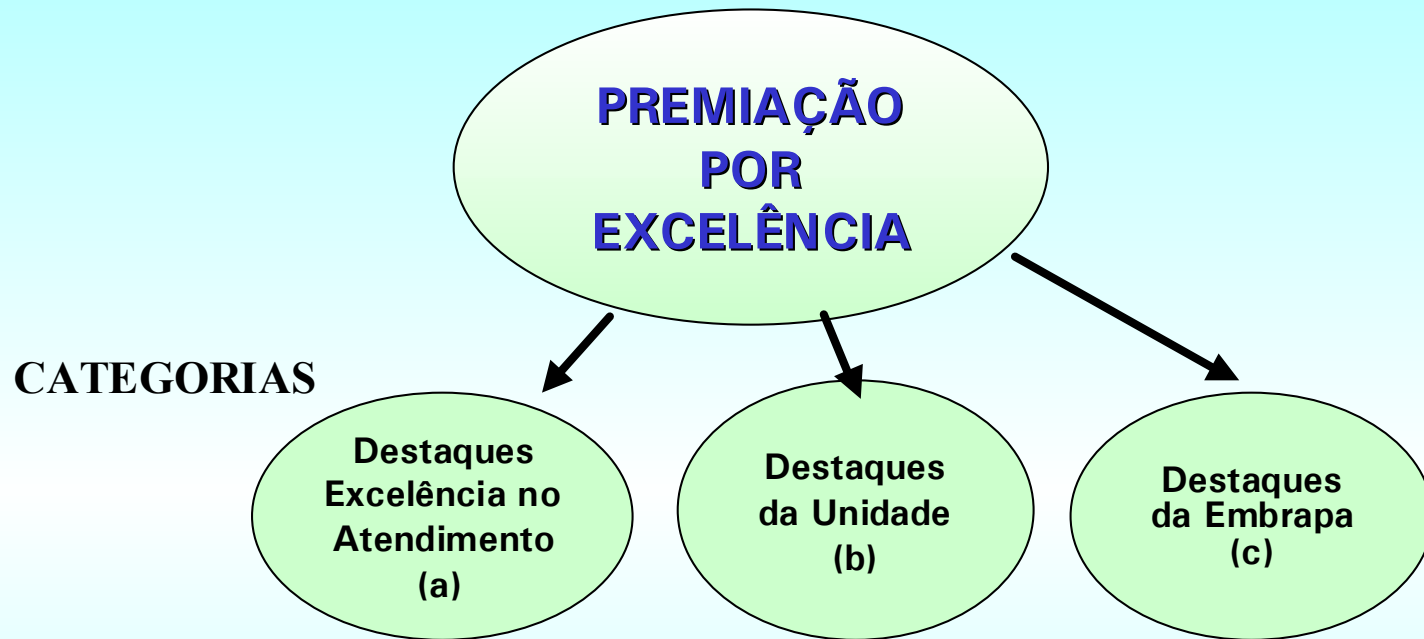 PREMIAÇÃO
POR
EXCELÊNCIA
CATEGORIAS
Destaques
Excelência no
Atendimento
(a)
Destaques
da Unidade
(b)
Destaques
da Embrapa
(c)